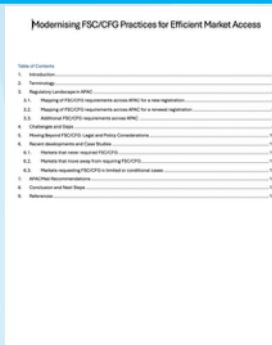 Modernising FSC/CFG Practices for Efficient Market Access
Table of Contents
1. Introduction
2. Terminology
3. Regulatory Landscape in APAC
3.1. Mapping of FSC/CFG requirements across APAC for a new registration
3.2. Mapping of FSC/CFG requirements across APAC for a renewal registration
3.3. Additional FSC/CFG requirements across APAC
4. Challenges and Gaps
5. Moving Beyond FSC/CFG: Legal and Policy Considerations
6. Recent developments and Case Studies
6.1. Markets that never required FSC/CFG
6.2. Markets that move away from requiring FSC/CFG
6.3. Markets requesting FSC/CFG in limited or conditional cases
7. APACMed Recommendations
8. Conclusion and Next Steps
9. References